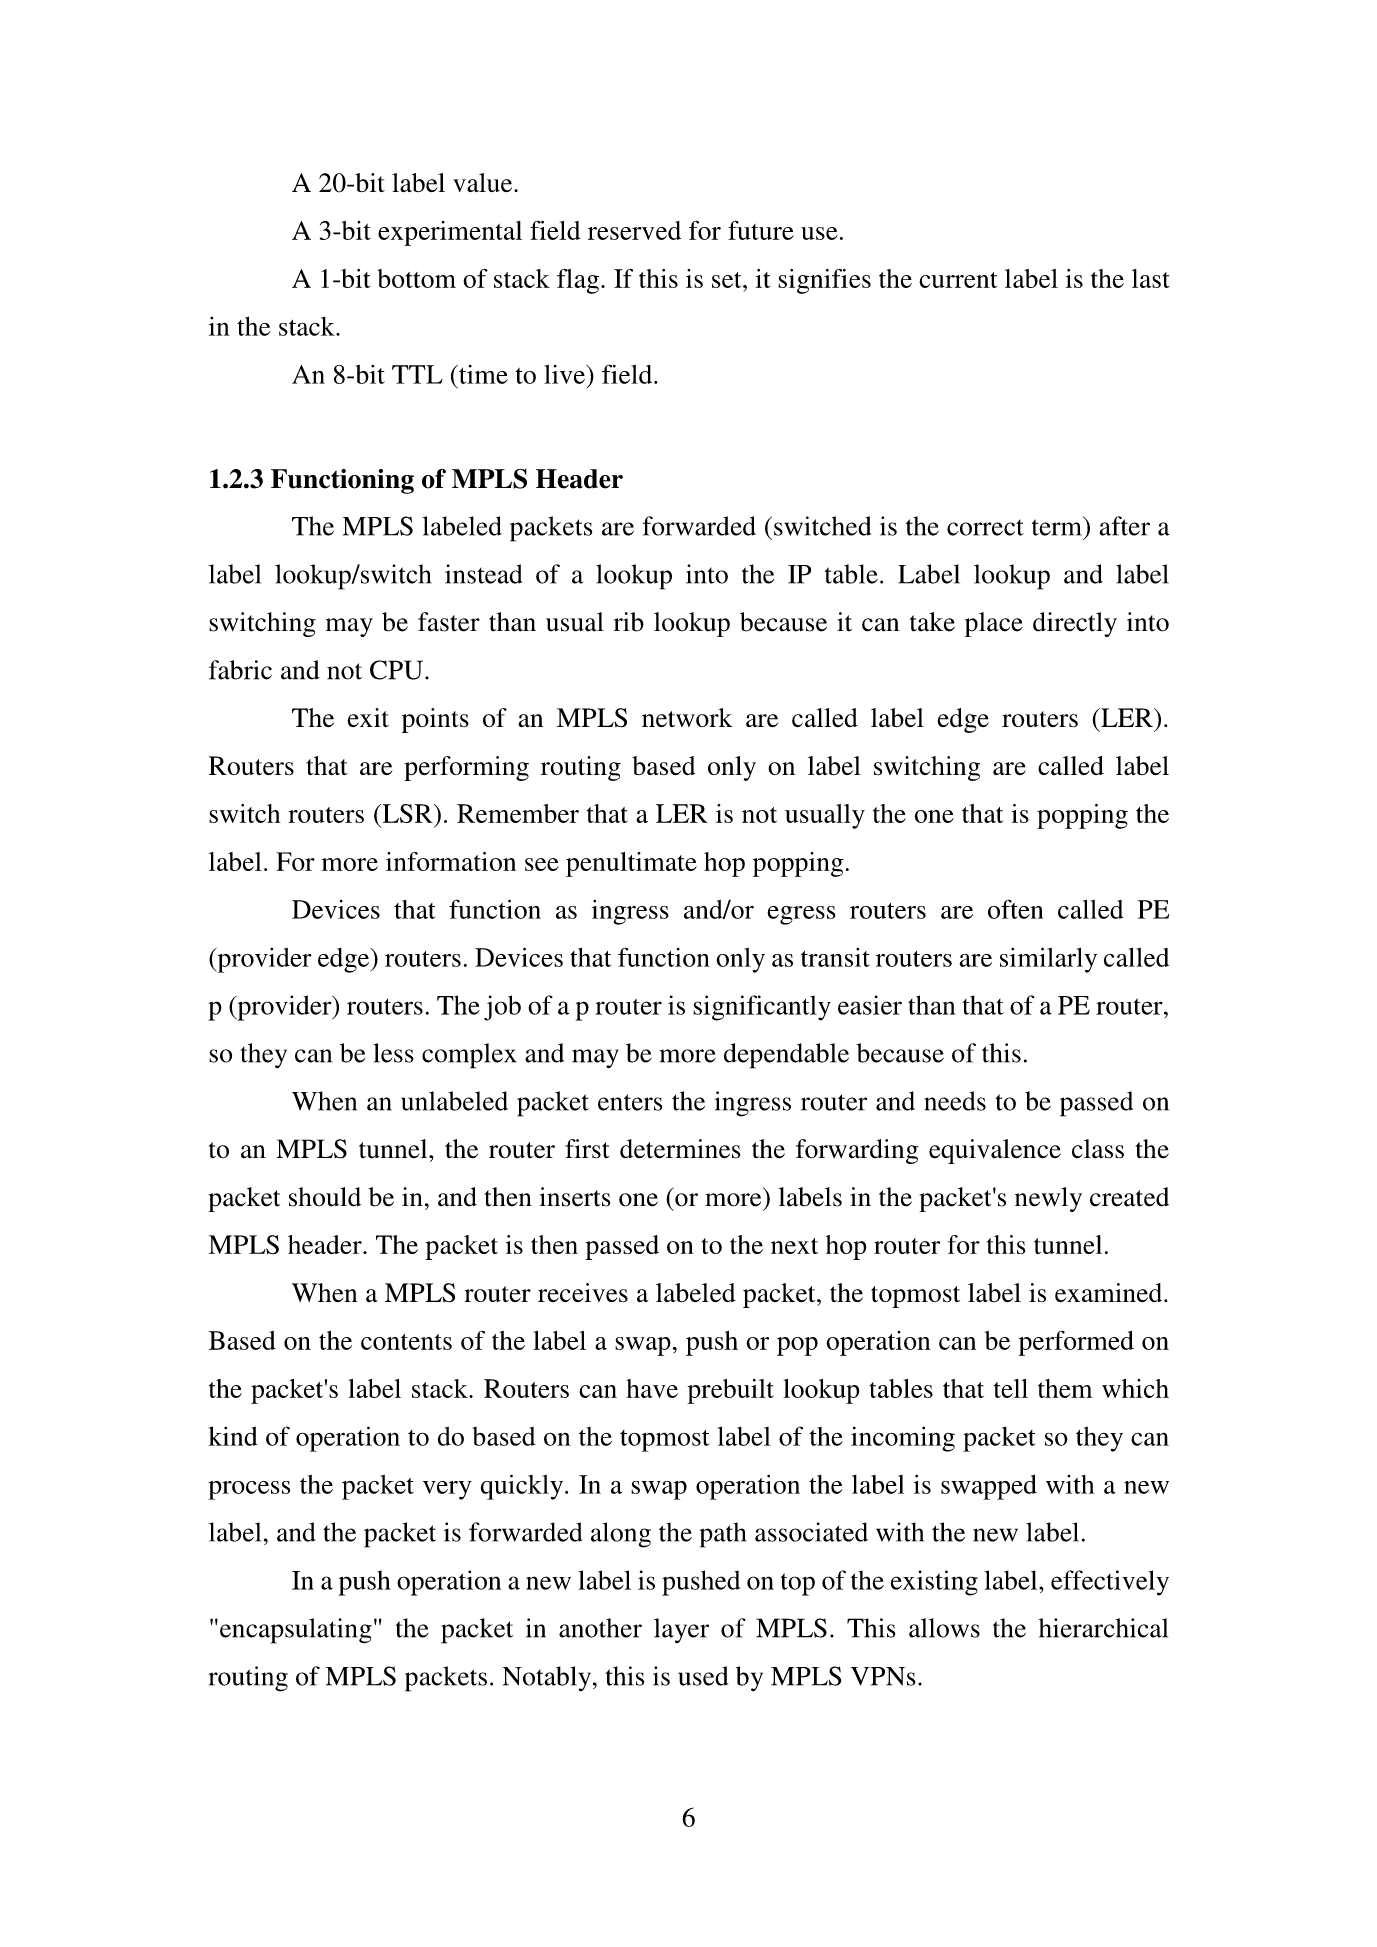 A 20-bit label value.
A 3-bit experimental field reserved for future use.
A 1-bit bottom of stack flag. If this is set, it signifies the current label is the last
in the stack.
An 8-bit TTL (time to live) field.
1.2.3 Functioning of MPLS Header
The MPLS labeled packets are forwarded (switched is the correct term) after a
label lookup/switch instead of a lookup into the IP table. Label lookup and label
switching may be faster than usual rib lookup because it can take place directly into
fabric and not CPU.
The exit points of an MPLS network are called label edge routers (LER).
Routers that are performing routing based only on label switching are called label
switch routers (LSR). Remember that a LER is not usually the one that is popping the
label. For more information see penultimate hop popping.
Devices that function as ingress and/or egress routers are often called PE
(provider edge) routers. Devices that function only as transit routers are similarly called
p (provider) routers. The job of a p router is significantly easier than that of a PE router,
so they can be less complex and may be more dependable because of this.
When an unlabeled packet enters the ingress router and needs to be passed on
to an MPLS tunnel, the router first determines the forwarding equivalence class the
packet should be in, and then inserts one (or more) labels in the packet's newly created
MPLS header. The packet is then passed on to the next hop router for this tunnel.
When a MPLS router receives a labeled packet, the topmost label is examined.
Based on the contents of the label a swap, push or pop operation can be performed on
the packet's label stack. Routers can have prebuilt lookup tables that tell them which
kind of operation to do based on the topmost label of the incoming packet so they can
process the packet very quickly. In a swap operation the label is swapped with a new
label, and the packet is forwarded along the path associated with the new label.
In a push operation a new label is pushed on top of the existing label, effectively
"encapsulating" the packet in another layer of MPLS. This allows the hierarchical
routing of MPLS packets. Notably, this is used by MPLS VPNs.
6